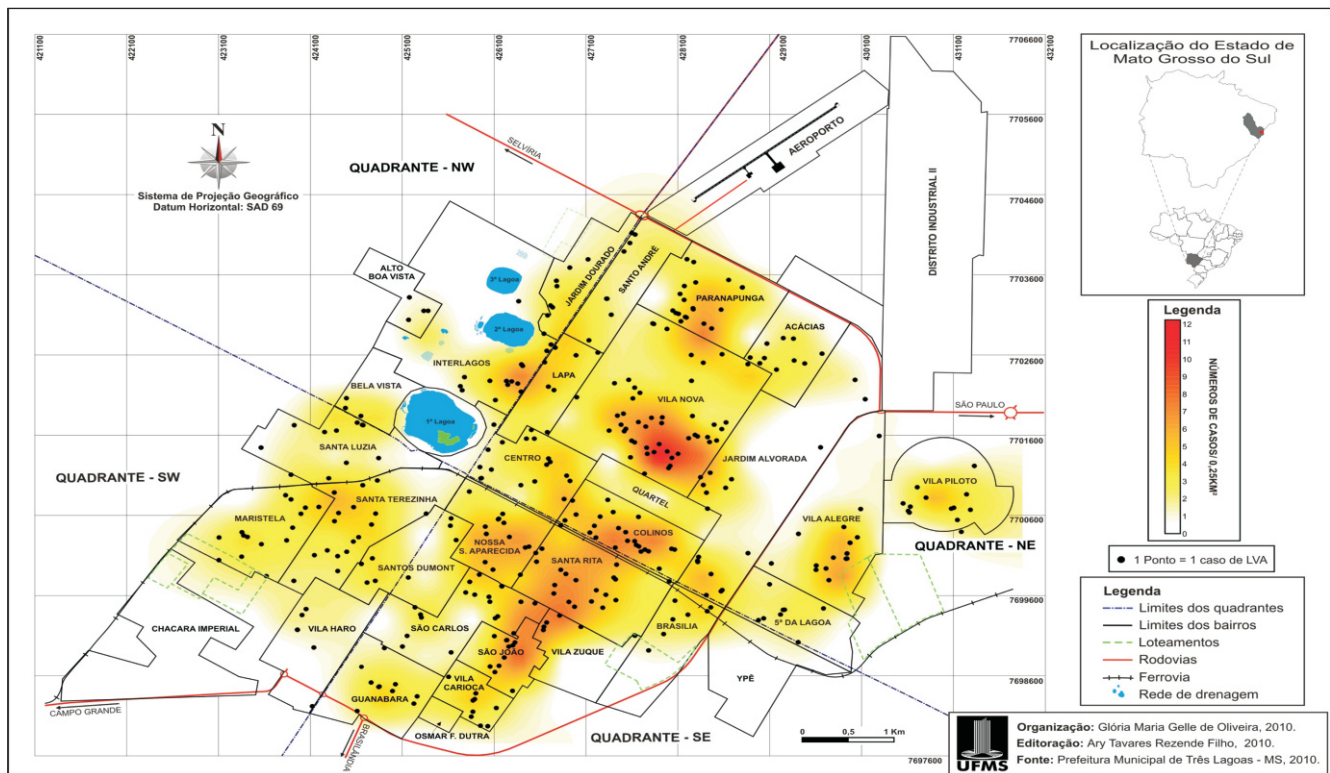 421100
422100
423100
424100
425100
426100
427100
428100
429100
430100
431100
432100
7706600
7705600
7704600
7703600
7702600
7701600
7700600
7699600
7698600
7697600
N
Sistema de Projeção Geográfico
Datum Horizontal: SAD 69
QUADRANTE - NW
SELVÍRIA
AEROPORTO
DISTRITO INDUSTRIAL II
ALTO
BOA VISTA
3ª Lagoa
2ª Lagoa
1ª Lagoa
JARDIM DOURADO
SANTO ANDRÉ
PARANAPUNGA
ACÁCIAS
INTERLAGOS
LAPA
BELA VISTA
VILA NOVA
SÃO PAULO
SANTA LUZIA
CENTRO
JARDIM ALVORADA
QUADRANTE - SW
QUARTEL
VILA PILOTO
SANTA TEREZINHA
MARISTELA
VILA ALEGRE
COLINOS
NOSSA
S. APARECIDA
QUADRANTE - NE
SANTA RITA
SANTOS DUMONT
CHACARA IMPERIAL
VILA HARO
SÃO CARLOS
BRASILIA
5º DA LAGOA
SÃO JOÃO
VILA ZUQUE
YPÊ
VILA
CARIOCA
GUANABARA
CAMPO GRANDE
BRASILÂNDIA
OSMAR F. DUTRA
QUADRANTE - SE
0 0,5 1 Km
Localização do Estado de
Mato Grosso do Sul
Legenda
12
11
10
9
8
7
6
5
4
3
2
1
0
NÚMEROS DE CASOS/ 0,25KM²
1 Ponto = 1 caso de LVA
Legenda
Limites dos quadrantes
Limites dos bairros
Loteamentos
Rodovias
Ferrovia
Rede de drenagem
UFMS
Organização: Glória Maria Gelle de Oliveira, 2010.
Editoração: Ary Tavares Rezende Filho, 2010.
Fonte: Prefeitura Municipal de Três Lagoas - MS, 2010.